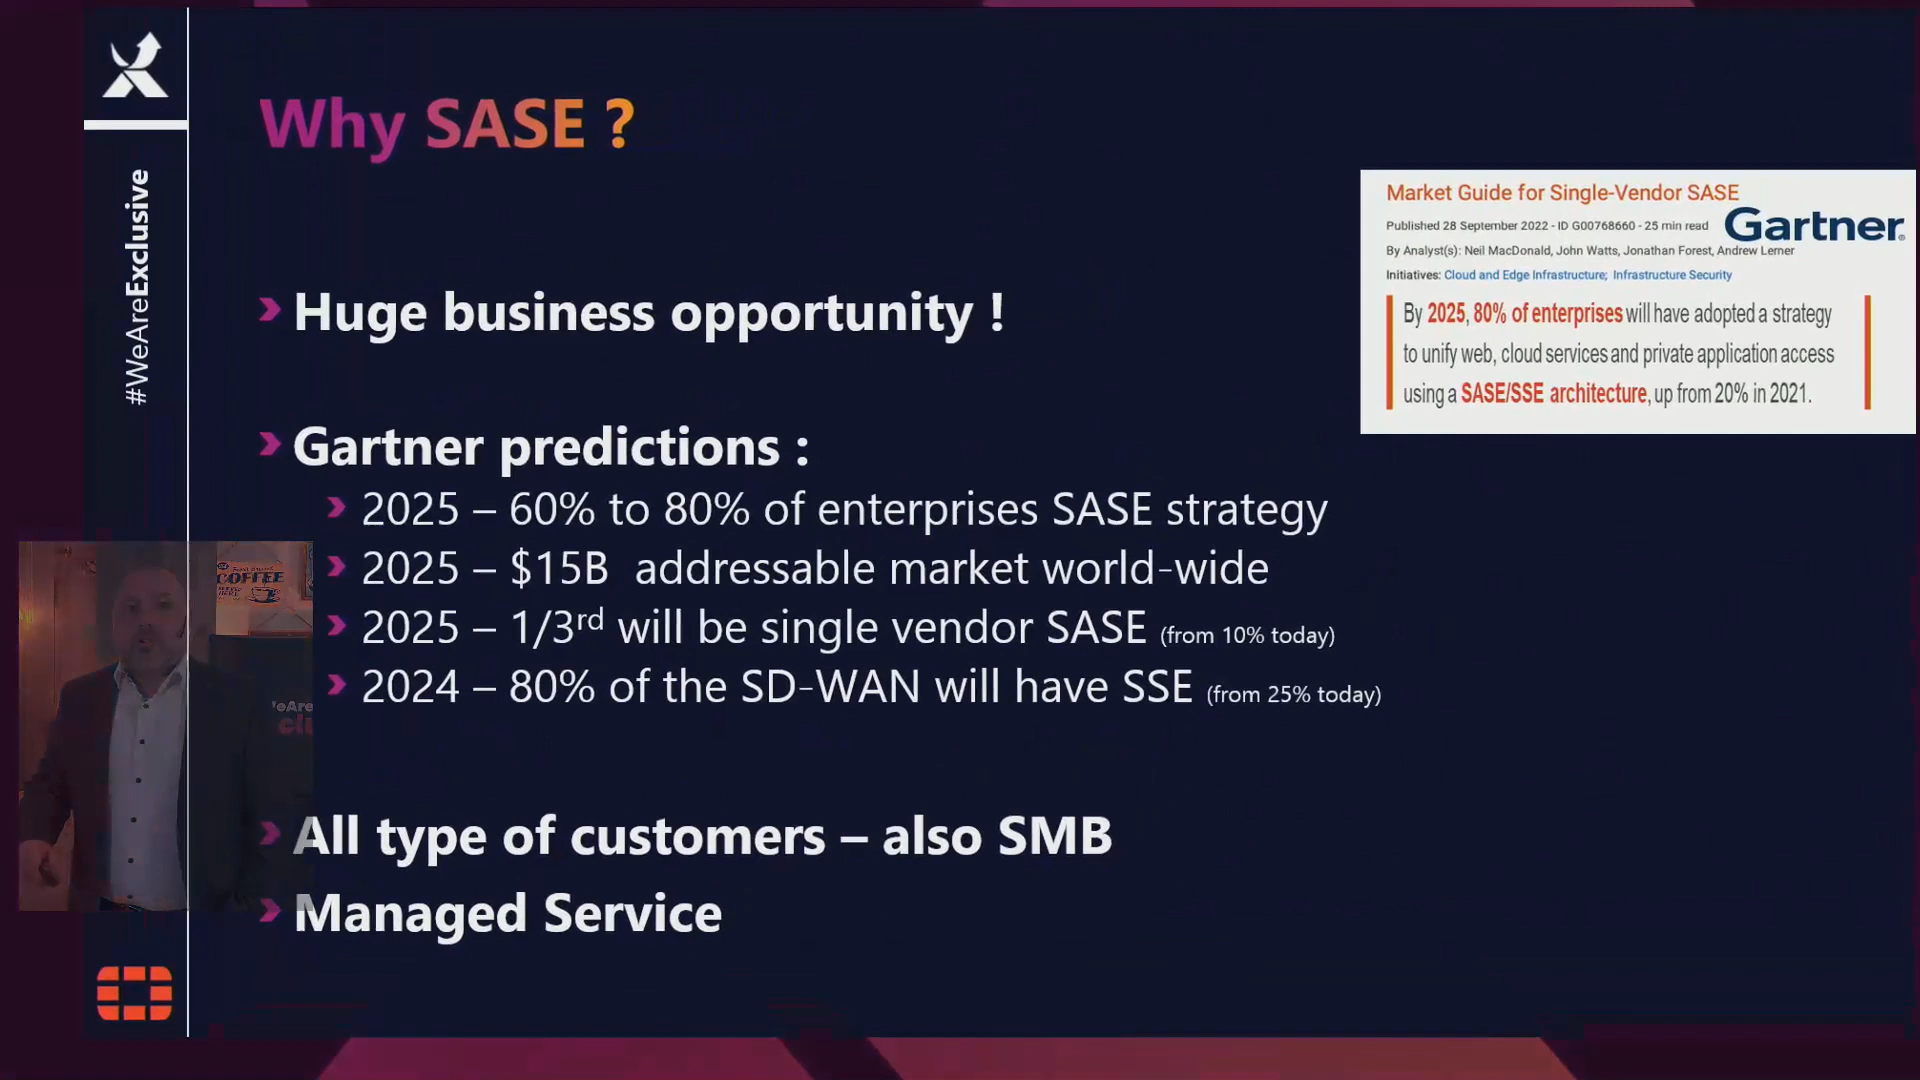 #WeAreExclusive
Why SASE ?
Huge business opportunity !
Gartner predictions :
2025 – 60% to 80% of enterprises SASE strategy
2025 – $15B addressable market world-wide
2025 – 1/3rd will be single vendor SASE (from 10% today)
2024 – 80% of the SD-WAN will have SSE (from 25% today)
All type of customers – also SMB
Managed Service
Market Guide for Single-Vendor SASE
Published 28 September 2022 - ID G00768660 - 25 min read
Gartner
By Analyst(s): Neil MacDonald, John Watts, Jonathan Forest, Andrew Lerner
Initiatives: Cloud and Edge Infrastructure; Infrastructure Security
By 2025, 80% of enterprises will have adopted a strategy
to unify web, cloud services and private application access
using a SASE/SSE architecture, up from 20% in 2021.
COFFEE